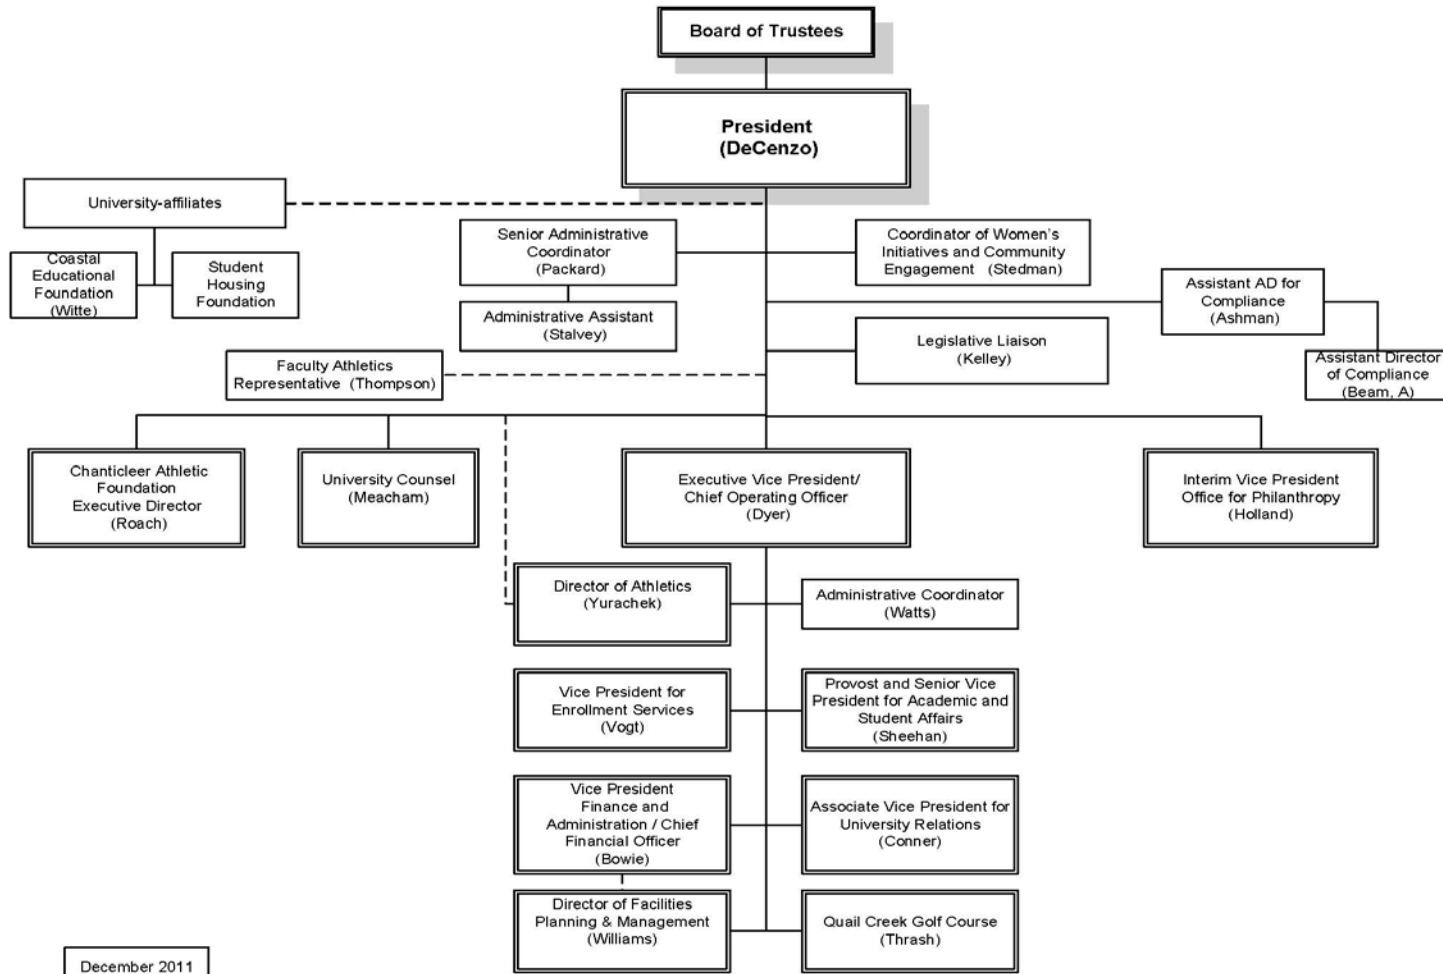 Board of Trustees
President
(DeCenzo)
University-affiliates
Senior Administrative
Coordinator
(Packard)
Coordinator of Women's
Initiatives and Community
Engagement (Stedman)
Coastal
Educational
Foundation
(Witte)
Student
Housing
Foundation
Assistant AD for
Compliance
(Ashman)
Administrative Assistant
(Stalvey)
Legislative Liaison
(Kelley)
Faculty Athletics
Representative (Thompson)
Assistant Director
of Compliance
(Beam, A)
Chanticleer Athletic
Foundation
Executive Director
(Roach)
University Counsel
(Meacham)
Executive Vice President/
Chief Operating Officer
(Dyer)
Interim Vice President
Office for Philanthropy
(Holland)
Director of Athletics
(Yurachek)
Administrative Coordinator
(Watts)
Vice President for
Enrollment Services
(Vogt)
Provost and Senior Vice
President for Academic and
Student Affairs
(Sheehan)
Vice President
Finance and
Administration / Chief
Financial Officer
(Bowie)
Associate Vice President for
University Relations
(Conner)
Director of Facilities
Planning & Management
(Williams)
Quail Creek Golf Course
(Thrash)
December 2011